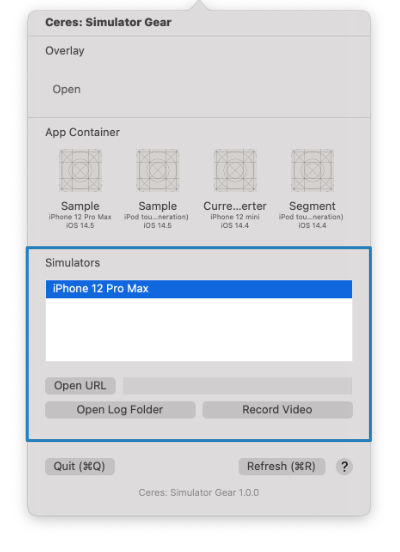 Ceres: Simulator Gear
Overlay
Open
App Container
Sample Sample Curre...erter Segment
iPhone 12 Pro Max iPod tou...neration) iPhone 12 mini iPod tou...neration)
iOS 14.5 iOS 14.5 iOS 14.4 iOS 14.4
Simulators
iPhone 12 Pro Max
Open URL
Open Log Folder Record Video
Quit (⌘Q) Refresh (⌘R) ?
Ceres: Simulator Gear 1.0.0